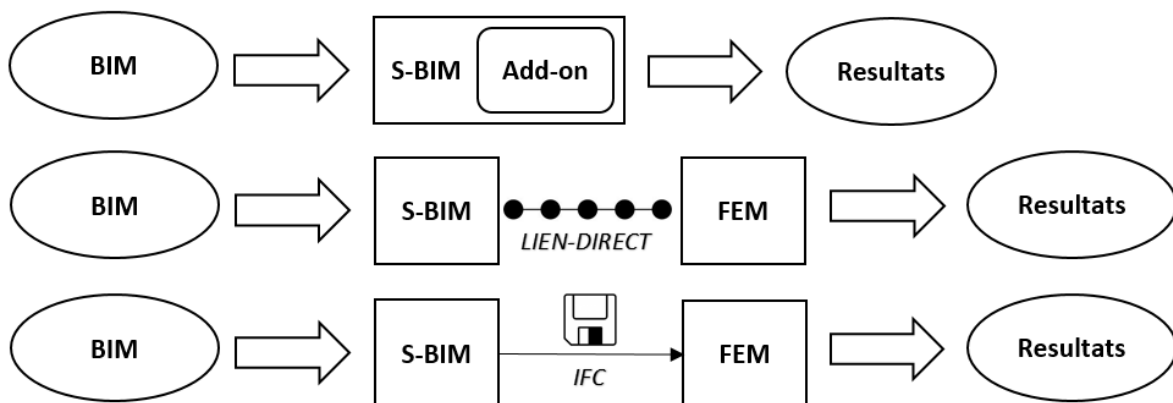 BIM
S-BIM
Add-on
Resultats
BIM
S-BIM
LIEN-DIRECT
FEM
Resultats
BIM
S-BIM
IFC
FEM
Resultats